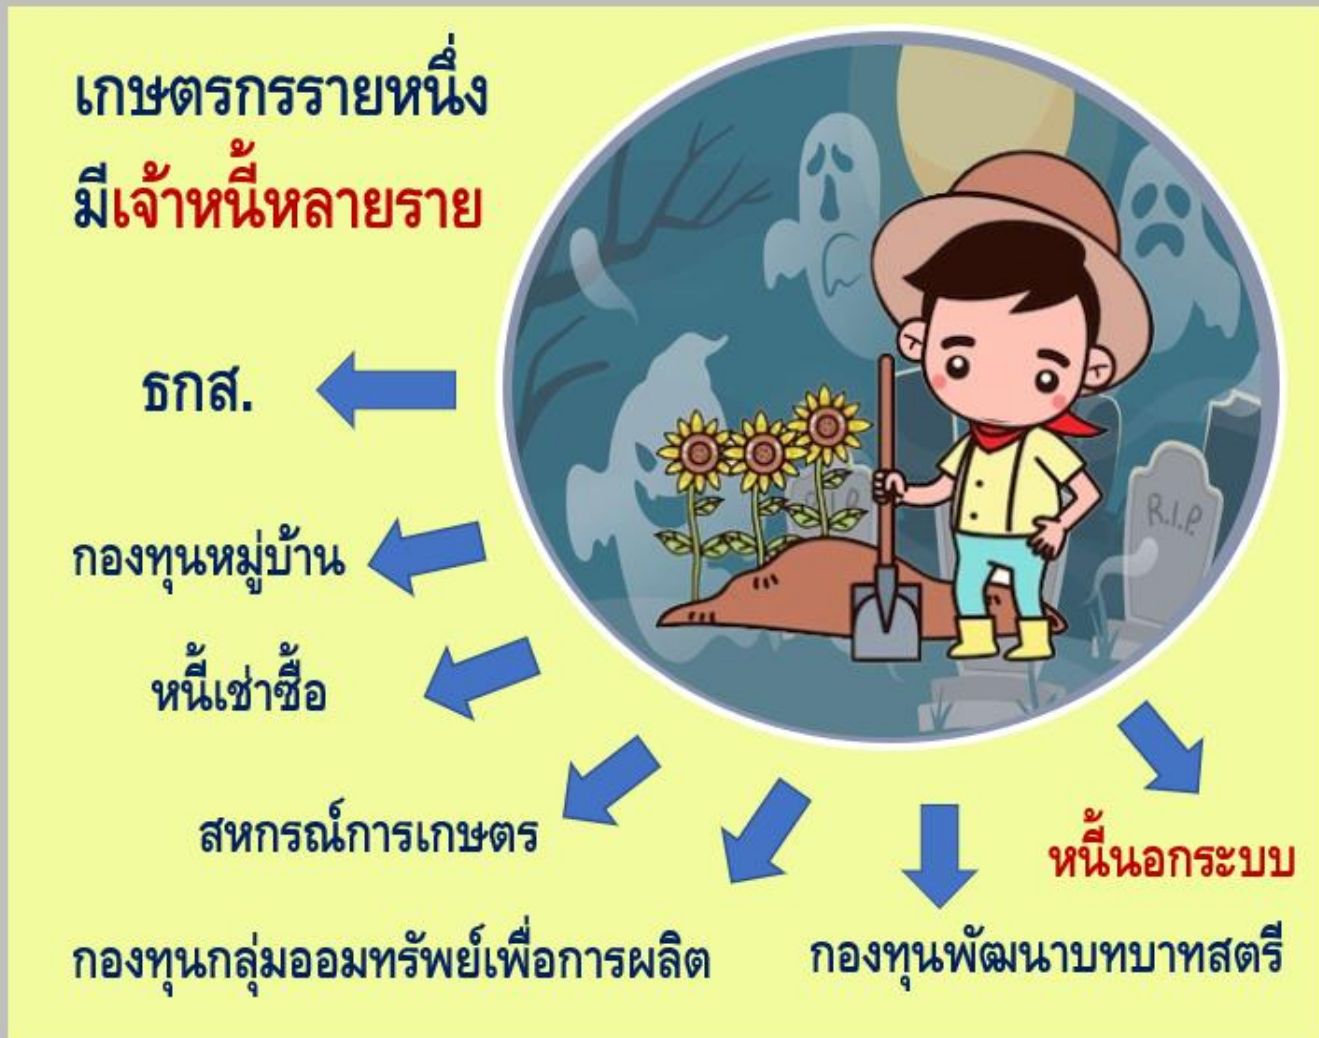 เกษตรกรรายหนึ่ง
มีเจ้าหนี้หลายราย
ธกส.
กองทุนหมู่บ้าน
หนี้เช่าซื้อ
สหกรณ์การเกษตร
กองทุนกลุ่มออมทรัพย์เพื่อการผลิต
กองทุนพัฒนาบทบาทสตรี
หนี้นอกระบบ
R.I.P.